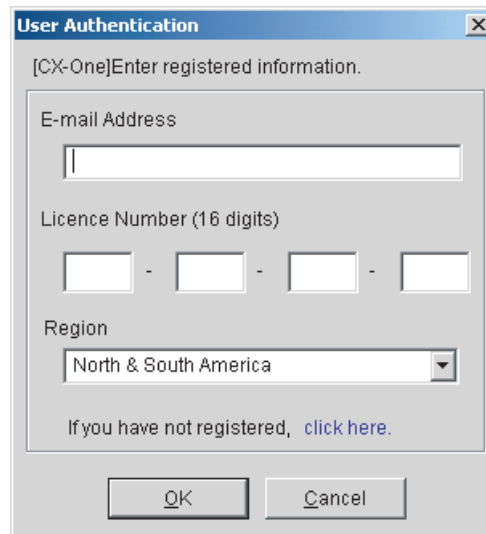 User Authentication
[CX-One]Enter registered information.
E-mail Address
Licence Number (16 digits)
- - -
Region
North & South America
If you have not registered, click here.
OK Cancel